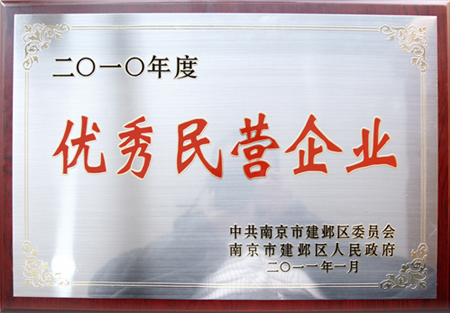 二〇一〇年度
优秀民营企业
中共南京市建邺区委员会
南京市建邺区人民政府
二〇一一年一月